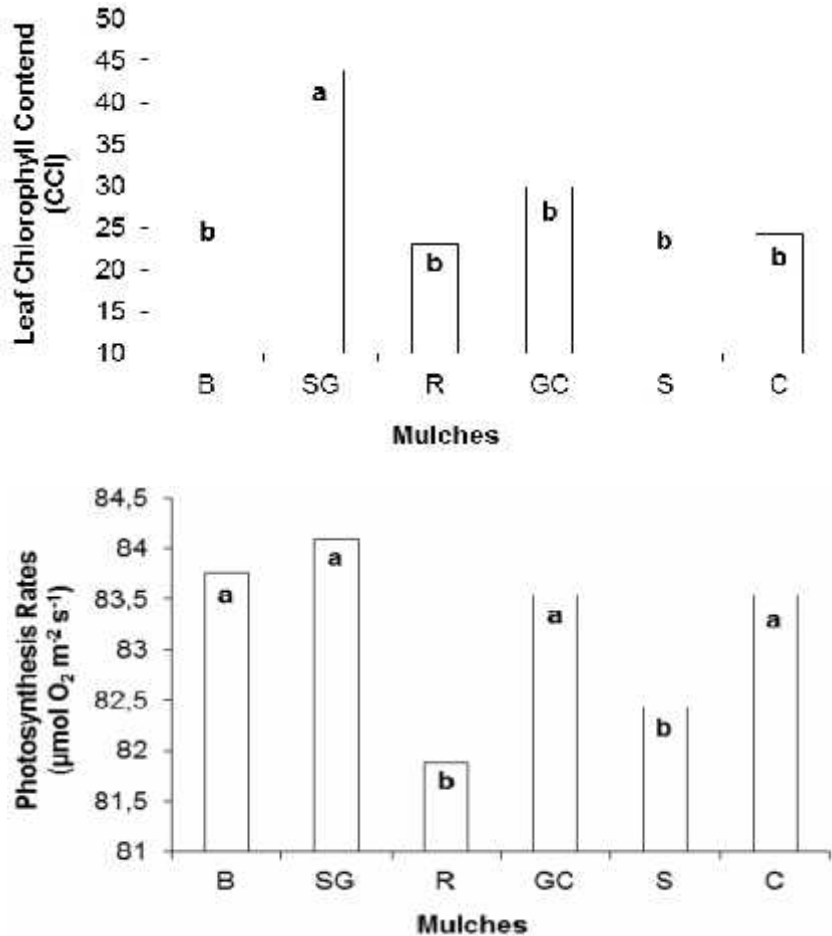 Leaf Chlorophyll Contend
(CCI)
50
45
40
35
30
25
20
15
10
b
a
b
b
b
b
B SG R GC S C
Mulches
Photosynthesis Rates
(µmol O₂ m⁻² s⁻¹)
84,5
84
83,5
83
82,5
82
81,5
81
a
a
b
a
b
a
B SG R GC S C
Mulches